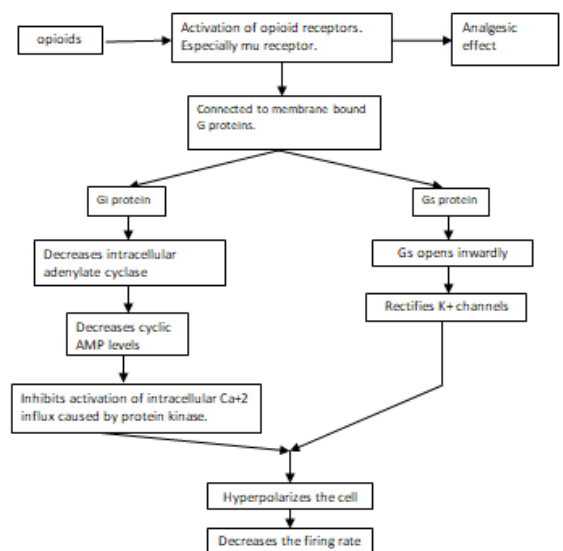 opioids
Activation of opioid receptors.
Especially mu receptor.
Analgesic
effect
Connected to membrane bound
G proteins.
Gi protein
Gs protein
Decreases intracellular
adenylate cyclase
Gs opens inwardly
Decreases cyclic
AMP levels
Rectifies K+ channels
Inhibits activation of intracellular Ca+2
influx caused by protein kinase.
Hyperpolarizes the cell
Decreases the firing rate